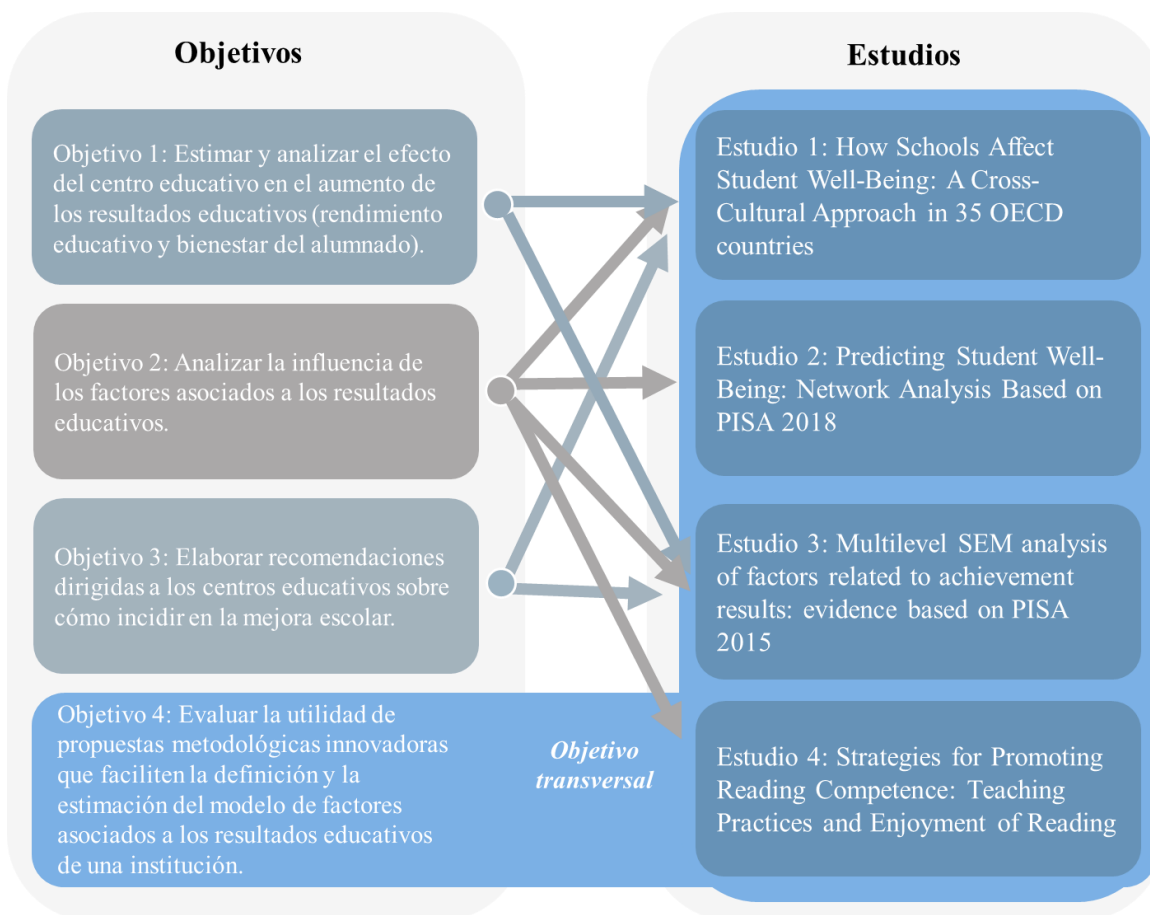 Objetivos
Objetivo 1: Estimar y analizar el efecto
del centro educativo en el aumento de
los resultados educativos (rendimiento
educativo y bienestar del alumnado).
Objetivo 2: Analizar la influencia de
los factores asociados a los resultados
educativos.
Objetivo 3: Elaborar recomendaciones
dirigidas a los centros educativos sobre
cómo incidir en la mejora escolar.
Objetivo 4: Evaluar la utilidad de
propuestas metodológicas innovadoras
que faciliten la definición y la
estimación del modelo de factores
asociados a los resultados educativos
de una institución.
Objetivo
transversal
Estudios
Estudio 1: How Schools Affect
Student Well-Being: A Cross-
Cultural Approach in 35 OECD
countries
Estudio 2: Predicting Student Well-
Being: Network Analysis Based on
PISA 2018
Estudio 3: Multilevel SEM analysis
of factors related to achievement
results: evidence based on PISA
2015
Estudio 4: Strategies for Promoting
Reading Competence: Teaching
Practices and Enjoyment of Reading